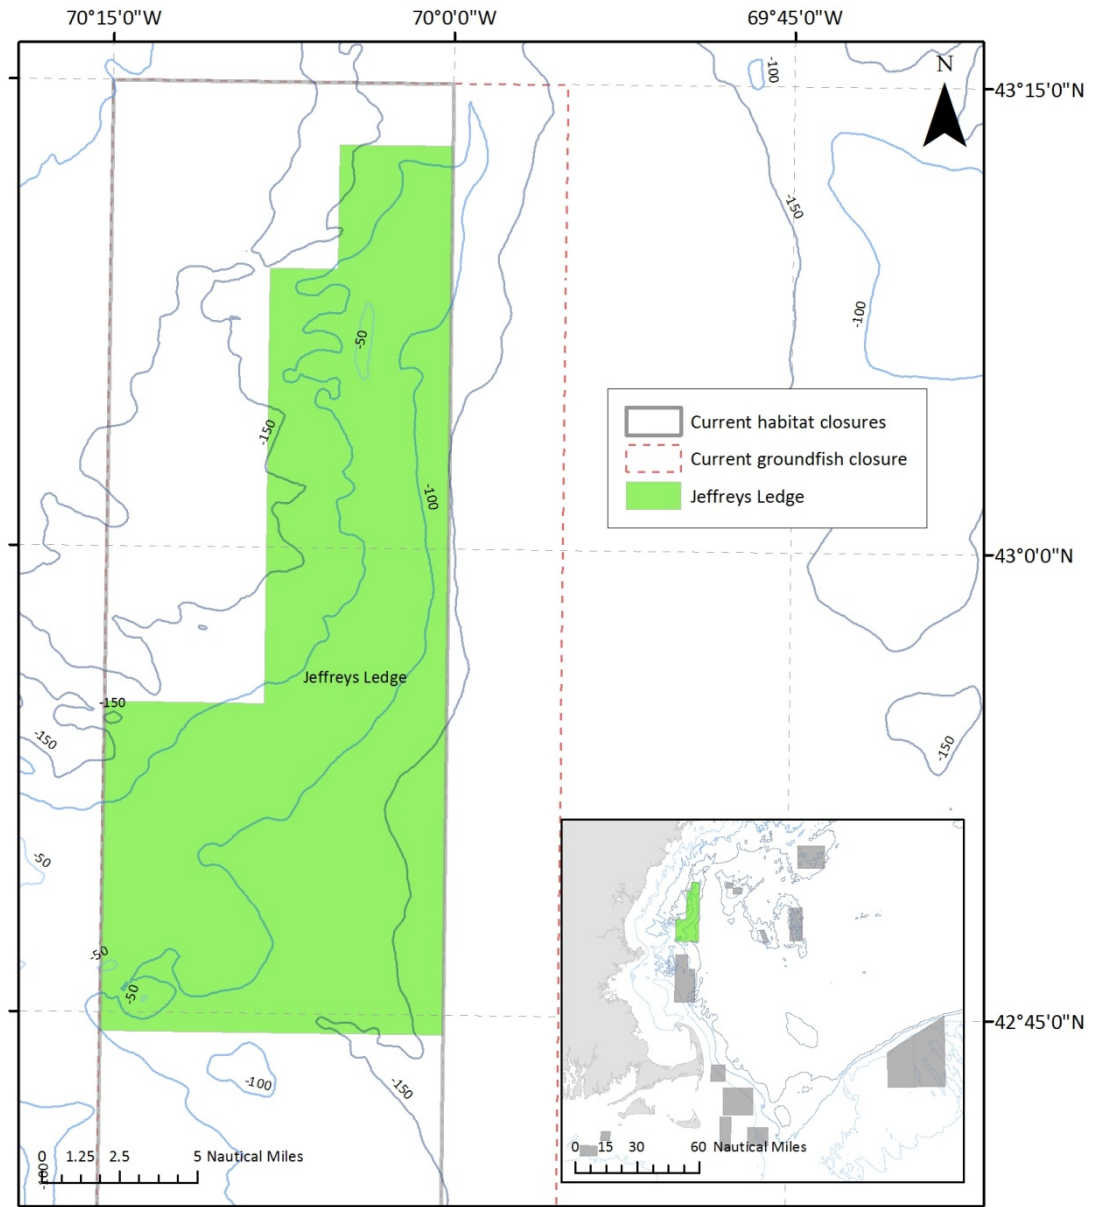 70°15'0"W 70°0'0"W 69°45'0"W
-100
N
43°15'0"N
-150
-100
-50
Current habitat closures
Current groundfish closure
Jeffreys Ledge
-150
-100
43°0'0"N
Jeffreys Ledge
-150
-150
-150
-50
-50
-50
42°45'0"N
-100
-150
0 1.25 2.5 5 Nautical Miles
-100
0 15 30 60 Nautical Miles